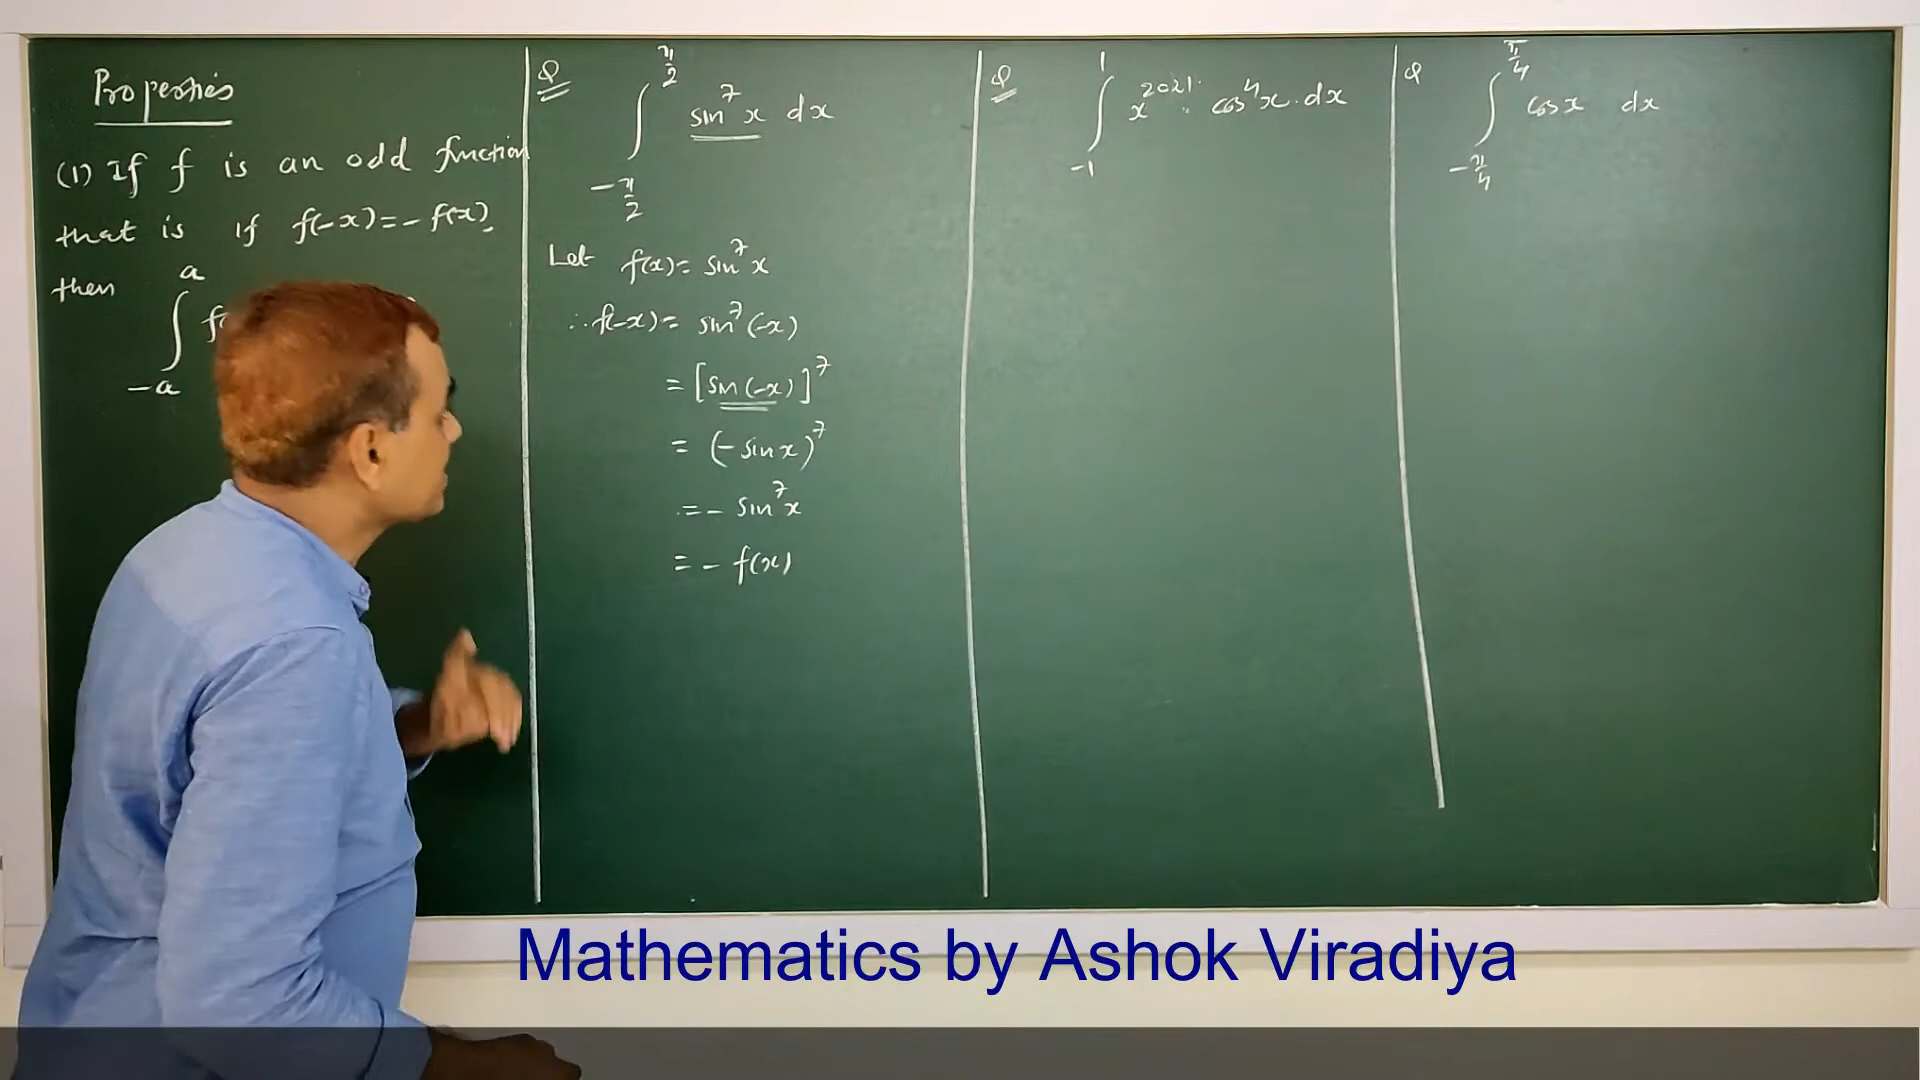 Properties
(1) If f is an odd function
that is if f(-x) = - f(x),
then ∫_{-a}^{a} f(
Q ∫_{-π/2}^{π/2} sin⁷x dx
Let f(x) = sin⁷x
∴ f(-x) = sin⁷(-x)
= [sin(-x)]⁷
= (-sin x)⁷
= - sin⁷x
= - f(x)
Q ∫_{-1}^{1} x²⁰²¹ · cos⁴x · dx
Q ∫_{-π/4}^{π/4} cos x dx
Mathematics by Ashok Viradiya